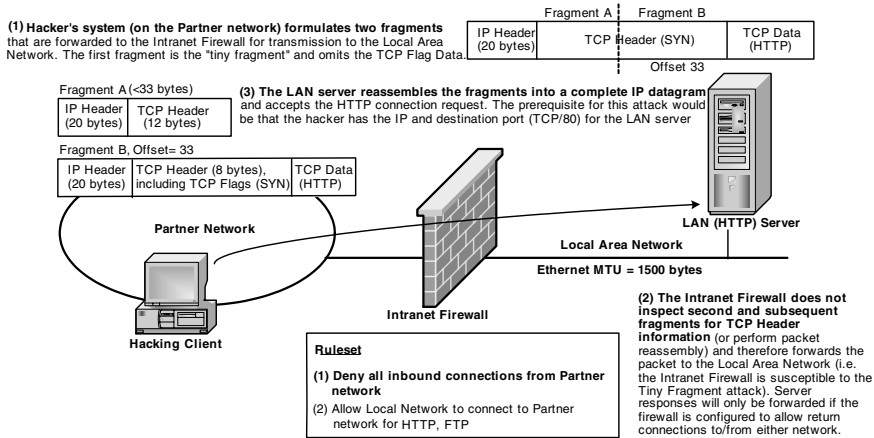 (1) Hacker's system (on the Partner network) formulates two fragments
that are forwarded to the Intranet Firewall for transmission to the Local Area
Network. The first fragment is the "tiny fragment" and omits the TCP Flag Data.
Fragment A
Fragment B
IP Header
(20 bytes)
TCP Header (SYN)
TCP Data
(HTTP)
Offset 33
Fragment A (<33 bytes)
IP Header
(20 bytes)
TCP Header
(12 bytes)
(3) The LAN server reassembles the fragments into a complete IP datagram
and accepts the HTTP connection request. The prerequisite for this attack would
be that the hacker has the IP and destination port (TCP/80) for the LAN server
Fragment B, Offset= 33
IP Header
(20 bytes)
TCP Header (8 bytes),
including TCP Flags (SYN)
TCP Data
(HTTP)
Partner Network
LAN (HTTP) Server
Local Area Network
Ethernet MTU = 1500 bytes
Intranet Firewall
Hacking Client
(2) The Intranet Firewall does not
inspect second and subsequent
fragments for TCP Header
information (or perform packet
reassembly) and therefore forwards the
packet to the Local Area Network (i.e.
the Intranet Firewall is susceptible to the
Tiny Fragment attack). Server
responses will only be forwarded if the
firewall is configured to allow return
connections to/from either network.
Ruleset
(1) Deny all inbound connections from Partner
network
(2) Allow Local Network to connect to Partner
network for HTTP, FTP